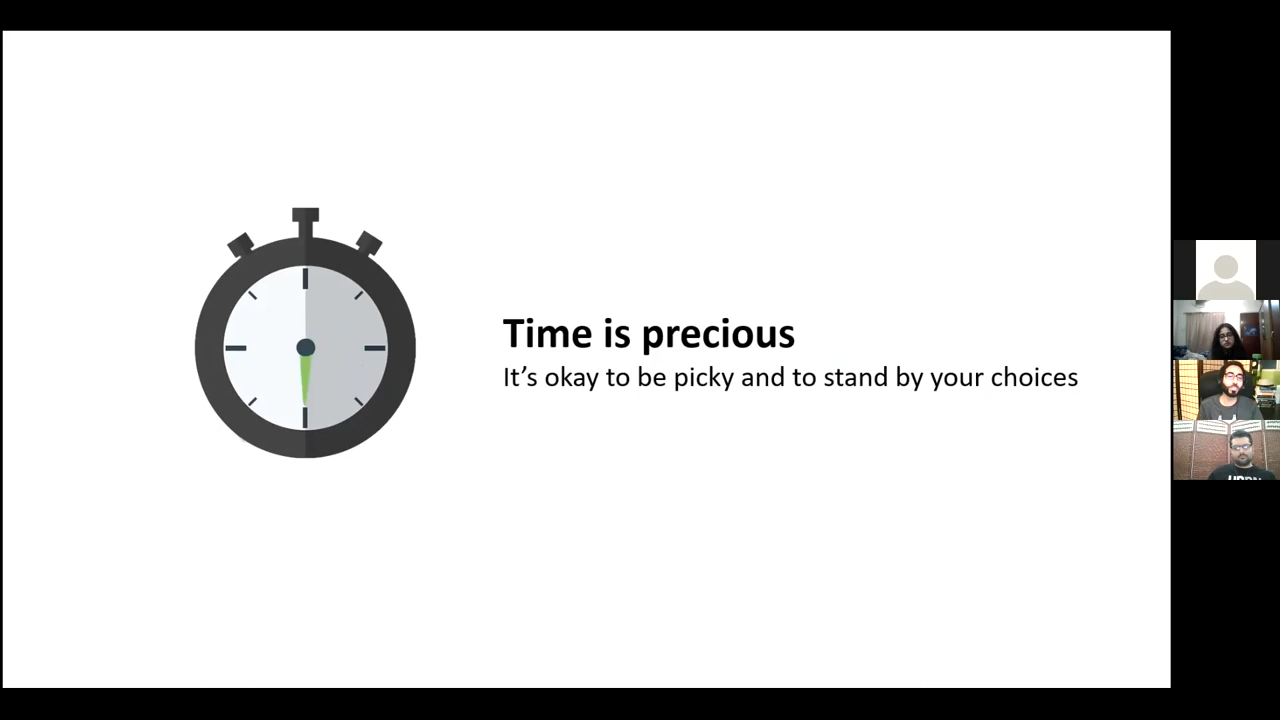 Time is precious
It’s okay to be picky and to stand by your choices